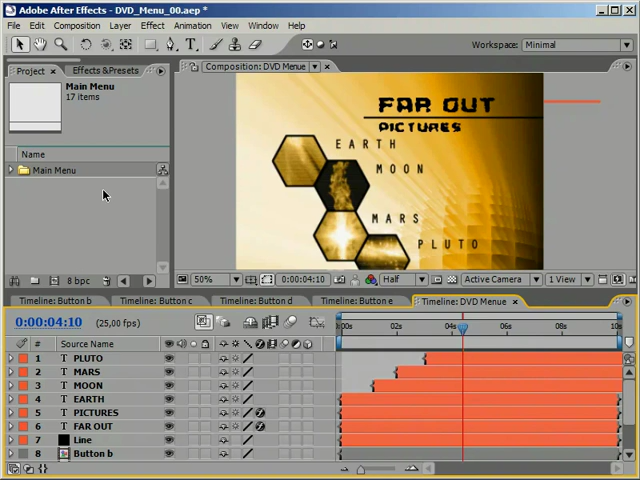 Adobe After Effects - DVD_Menu_00.aep *
File Edit Composition Layer Effect Animation View Window Help
Workspace: Minimal
Project × Effects&Presets
Composition: DVD Menue
Main Menu
17 items
Name
Main Menu
FAR OUT
PICTURES
EARTH
MOON
MARS
PLUTO
8 bpc
50% 0:00:04:10 Half Active Camera 1 View
Timeline: Button b Timeline: Button c Timeline: Button d Timeline: Button e Timeline: DVD Menue ×
0:00:04:10 (25,00 fps)
# Source Name
0:00s 02s 04s 06s 08s 10s
1 T PLUTO
2 T MARS
3 T MOON
4 T EARTH
5 T PICTURES
6 T FAR OUT
7 Line
8 Button b